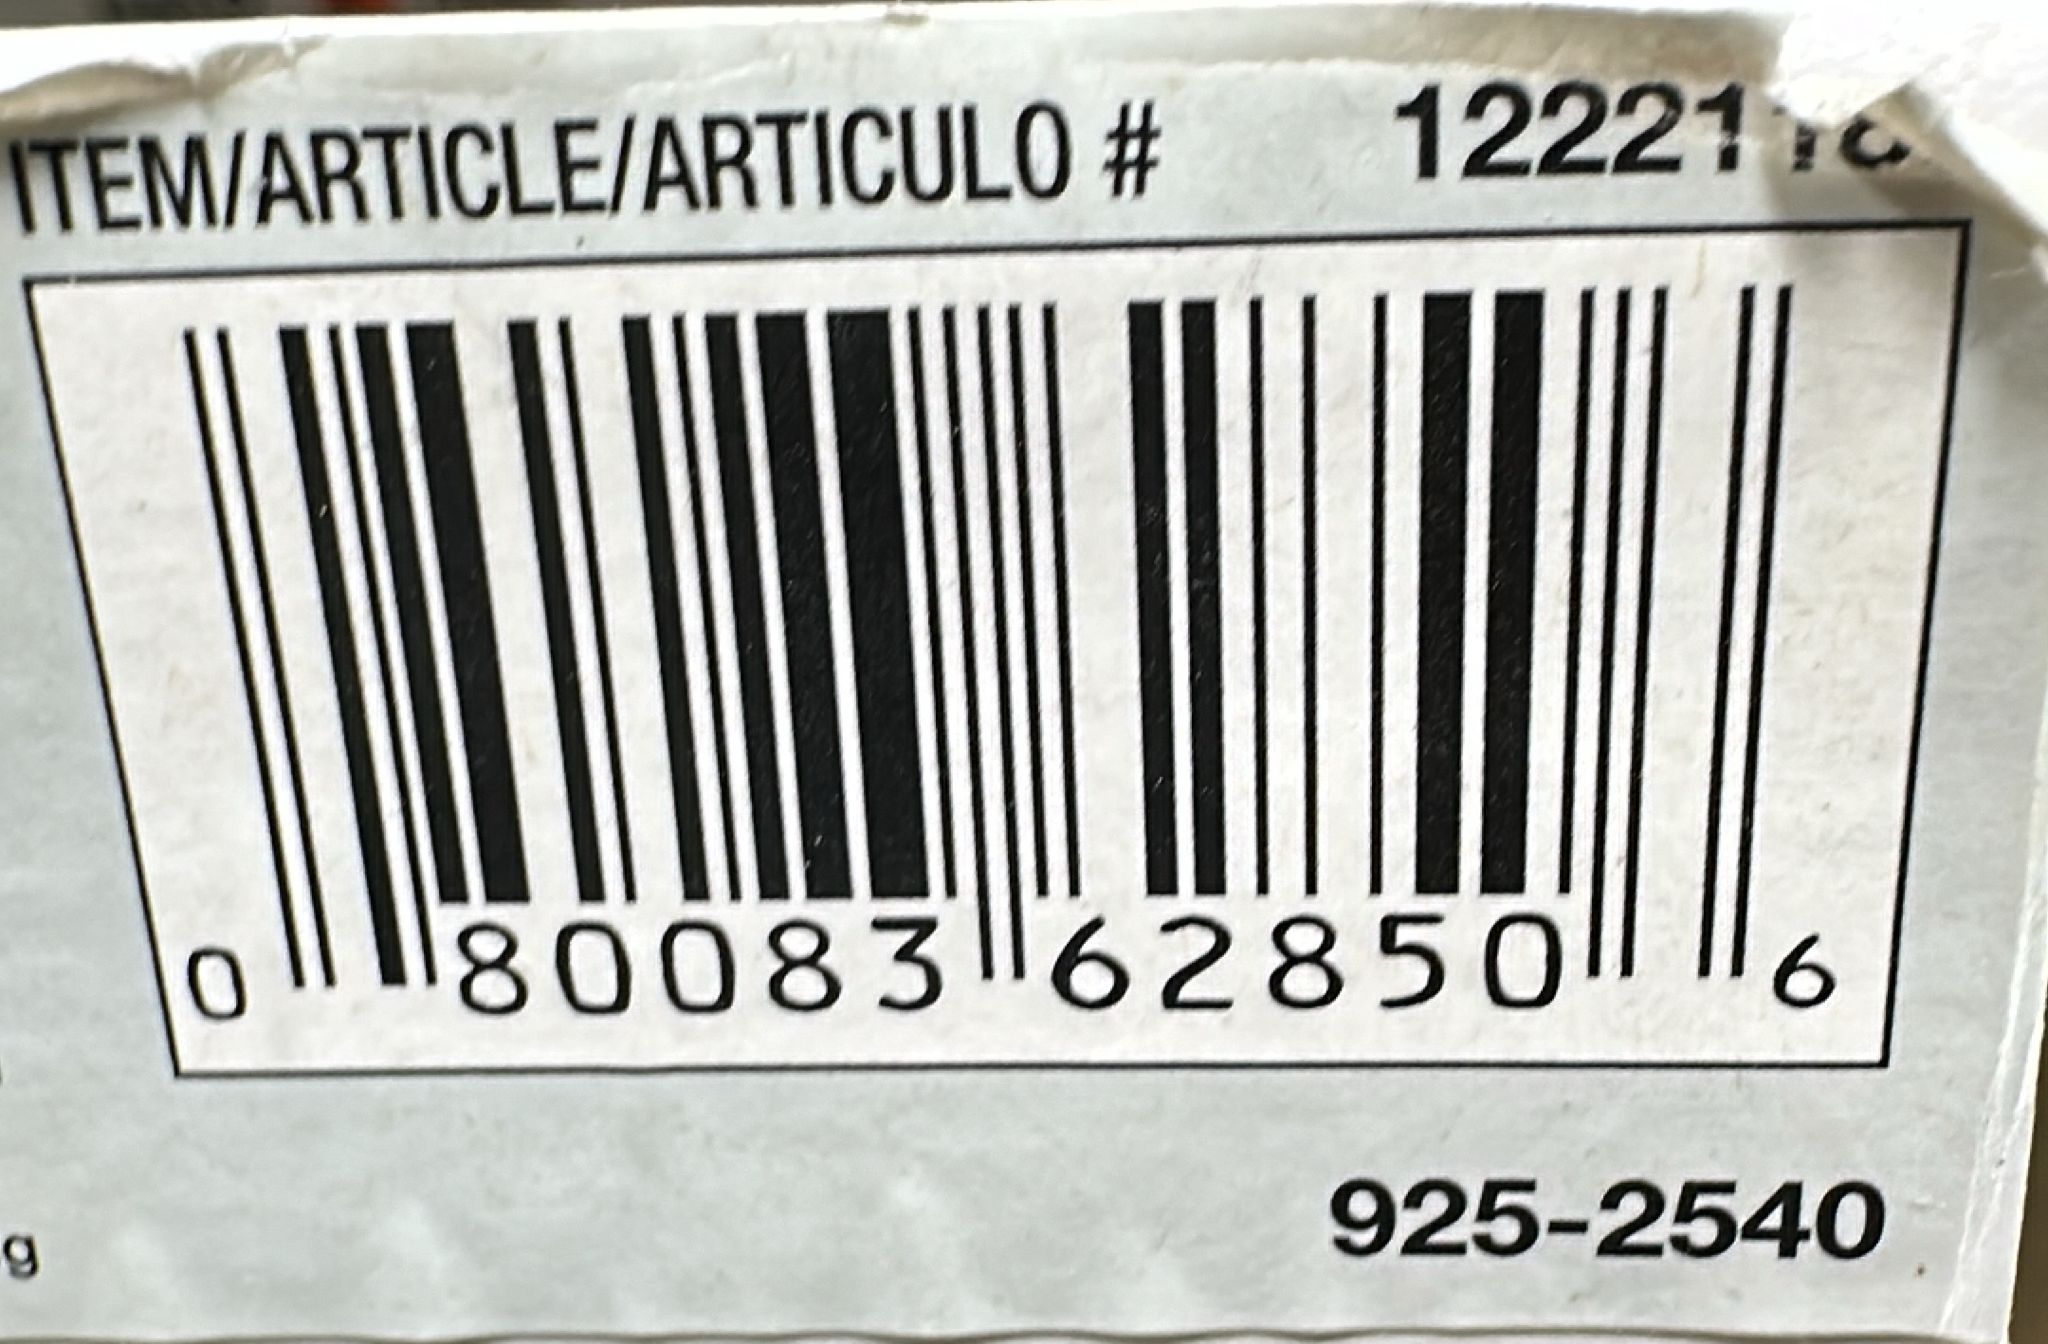 ITEM/ARTICLE/ARTICULO #
0 80083 62850 6
925-2540
g